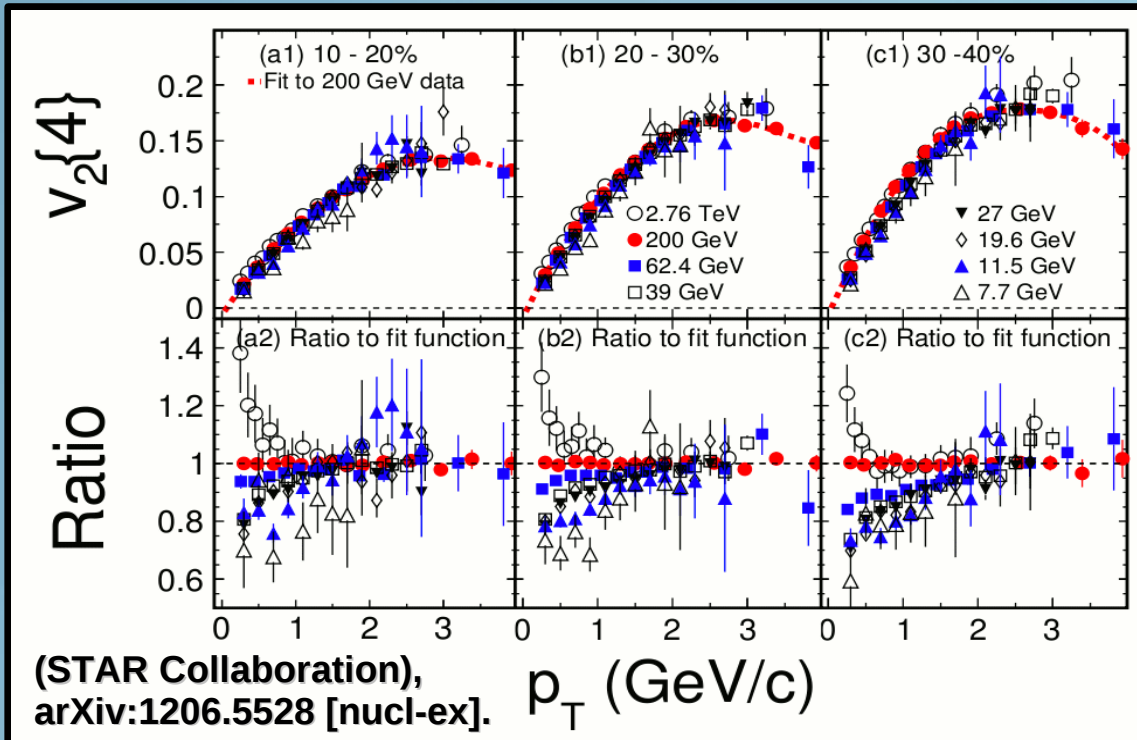 (a1) 10 - 20%
Fit to 200 GeV data
(b1) 20 - 30%
(c1) 30 -40%
v2{4}
0.2
0.15
0.1
0.05
0
2.76 TeV
200 GeV
62.4 GeV
39 GeV
27 GeV
19.6 GeV
11.5 GeV
7.7 GeV
(a2) Ratio to fit function
(b2) Ratio to fit function
(c2) Ratio to fit function
Ratio
1.4
1.2
1
0.8
0.6
0 1 2 3 0 1 2 3 0 1 2 3
pT (GeV/c)
(STAR Collaboration),
arXiv:1206.5528 [nucl-ex].